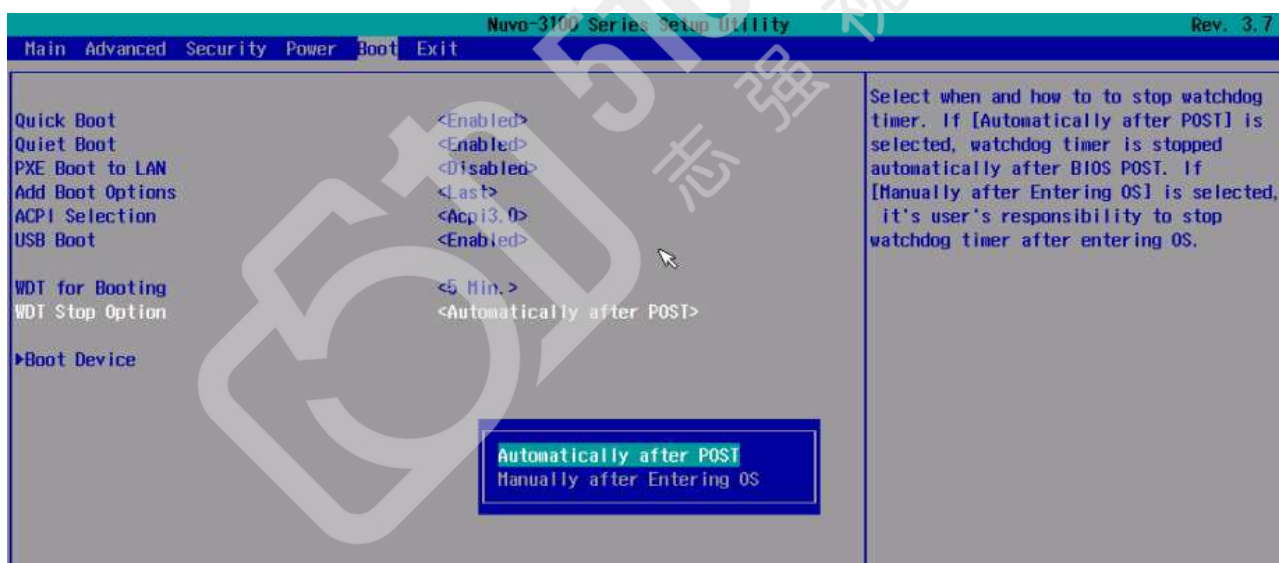 Nuvo-3100 Series Setup Utility Rev. 3.7
Main Advanced Security Power Boot Exit
Quick Boot <Enabled>
Quiet Boot <Enabled>
PXE Boot to LAN <Disabled>
Add Boot Options <Last>
ACPI Selection <Acpi3.0>
USB Boot <Enabled>
WDT for Booting <5 Min.>
WDT Stop Option <Automatically after POST>
▶Boot Device
Select when and how to to stop watchdog
timer. If [Automatically after POST] is
selected, watchdog timer is stopped
automatically after BIOS POST. If
[Manually after Entering OS] is selected,
it's user's responsibility to stop
watchdog timer after entering OS.
Automatically after POST
Manually after Entering OS
志强